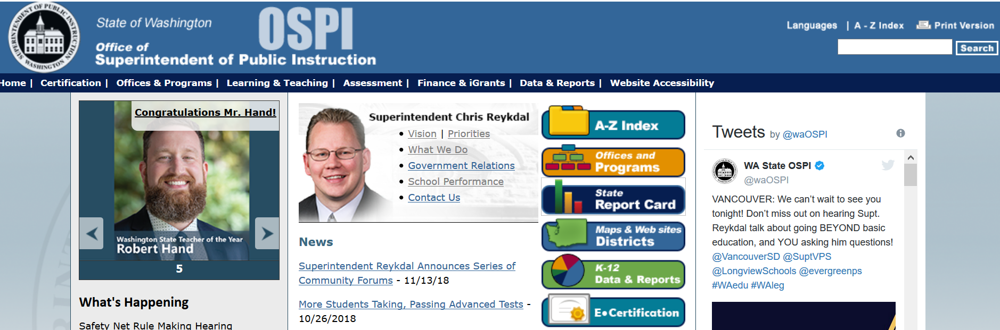 SUPERINTENDENT OF PUBLIC INSTRUCTION
WASHINGTON
State of Washington
OSPI
Office of
Superintendent of Public Instruction
Languages | A - Z Index Print Version
Search
Home | Certification | Offices & Programs | Learning & Teaching | Assessment | Finance & iGrants | Data & Reports | Website Accessibility
Congratulations Mr. Hand!
Washington State Teacher of the Year
Robert Hand
5
What's Happening
Safety Net Rule Making Hearing
Superintendent Chris Reykdal
• Vision | Priorities
• What We Do
• Government Relations
• School Performance
• Contact Us
News
Superintendent Reykdal Announces Series of
Community Forums - 11/13/18
More Students Taking, Passing Advanced Tests -
10/26/2018
A-Z Index
Offices and
Programs
State
Report Card
Maps & Web sites
Districts
K-12
Data & Reports
E•Certification
Tweets by @waOSPI
WA State OSPI
@waOSPI
VANCOUVER: We can’t wait to see you
tonight! Don’t miss out on hearing Supt.
Reykdal talk about going BEYOND basic
education, and YOU asking him questions!
@VancouverSD @SuptVPS
@LongviewSchools @evergreenps
#WAedu #WAleg